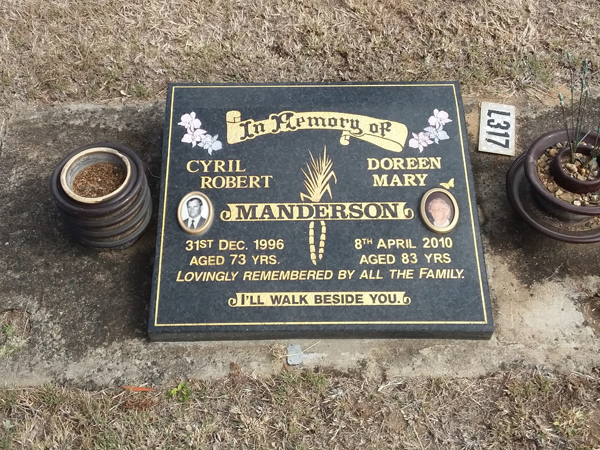 In Memory of
CYRIL ROBERT
DOREEN MARY
MANDERSON
31ST DEC. 1996
AGED 73 YRS.
8TH APRIL 2010
AGED 83 YRS
LOVINGLY REMEMBERED BY ALL THE FAMILY.
I'LL WALK BESIDE YOU.
L317